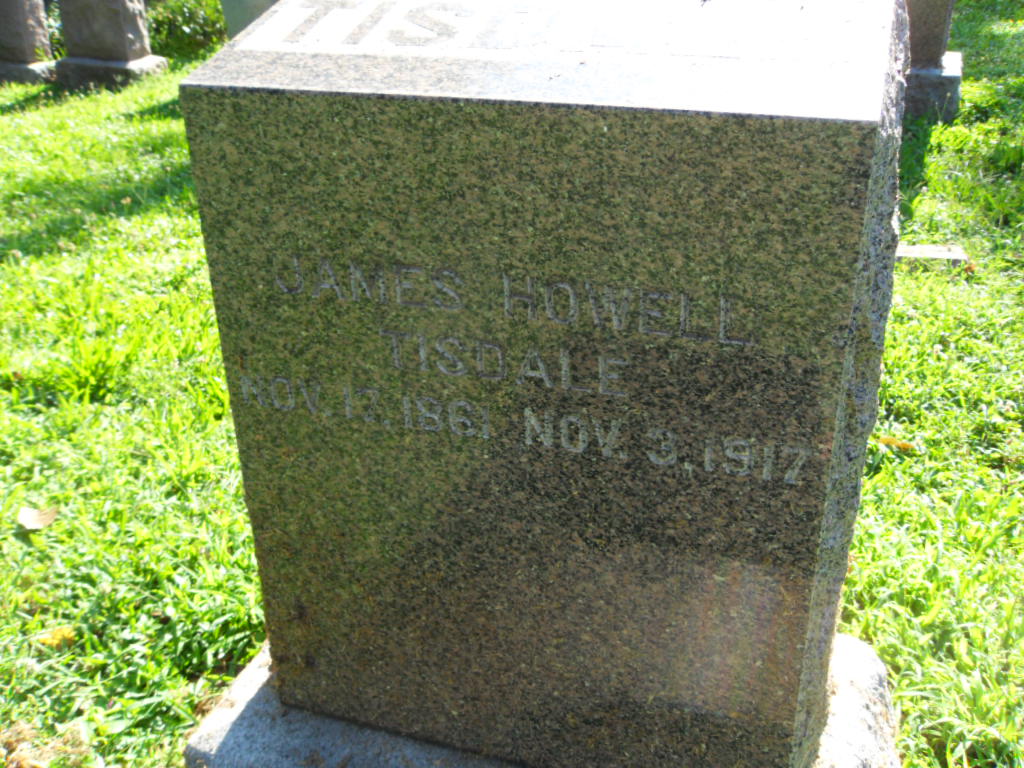 JAMES HOWELL
TISDALE
NOV. 17, 1861 NOV. 3, 1917